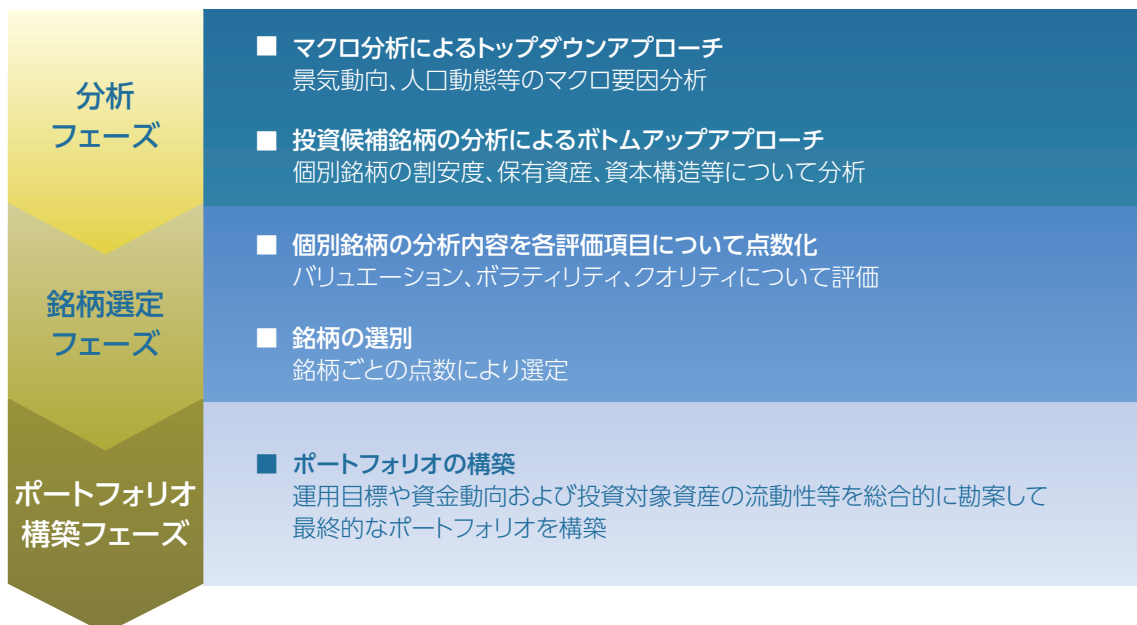 分析
フェーズ
■ マクロ分析によるトップダウンアプローチ
景気動向、人口動態等のマクロ要因分析
■ 投資候補銘柄の分析によるボトムアップアプローチ
個別銘柄の割安度、保有資産、資本構造等について分析
銘柄選定
フェーズ
■ 個別銘柄の分析内容を各評価項目について点数化
バリュエーション、ボラティリティ、クオリティについて評価
■ 銘柄の選別
銘柄ごとの点数により選定
ポートフォリオ
構築フェーズ
■ ポートフォリオの構築
運用目標や資金動向および投資対象資産の流動性等を総合的に勘案して
最終的なポートフォリオを構築